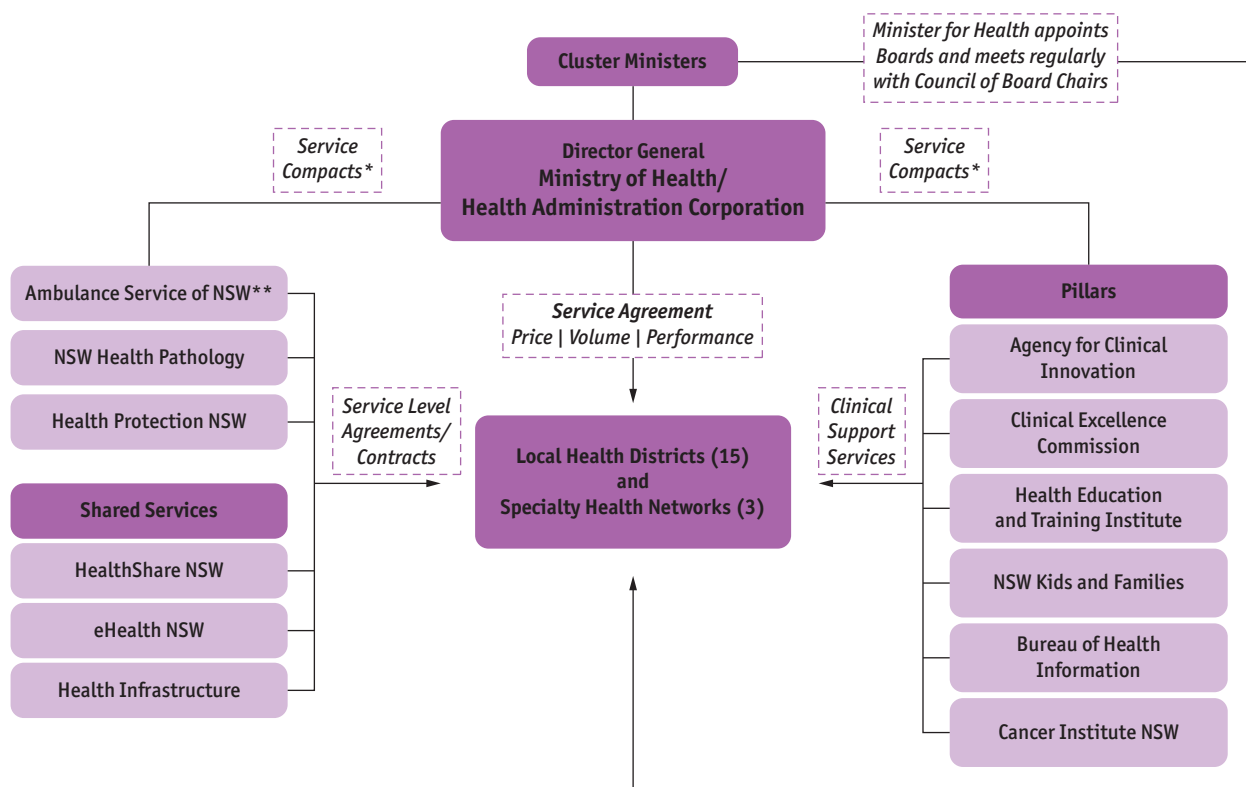 Cluster Ministers
Minister for Health appoints
Boards and meets regularly
with Council of Board Chairs
Service
Compacts*
Director General
Ministry of Health/
Health Administration Corporation
Service
Compacts*
Ambulance Service of NSW**
NSW Health Pathology
Health Protection NSW
Shared Services
HealthShare NSW
eHealth NSW
Health Infrastructure
Service Level
Agreements/
Contracts
Service Agreement
Price | Volume | Performance
Local Health Districts (15)
and
Specialty Health Networks (3)
Clinical
Support
Services
Pillars
Agency for Clinical
Innovation
Clinical Excellence
Commission
Health Education
and Training Institute
NSW Kids and Families
Bureau of Health
Information
Cancer Institute NSW